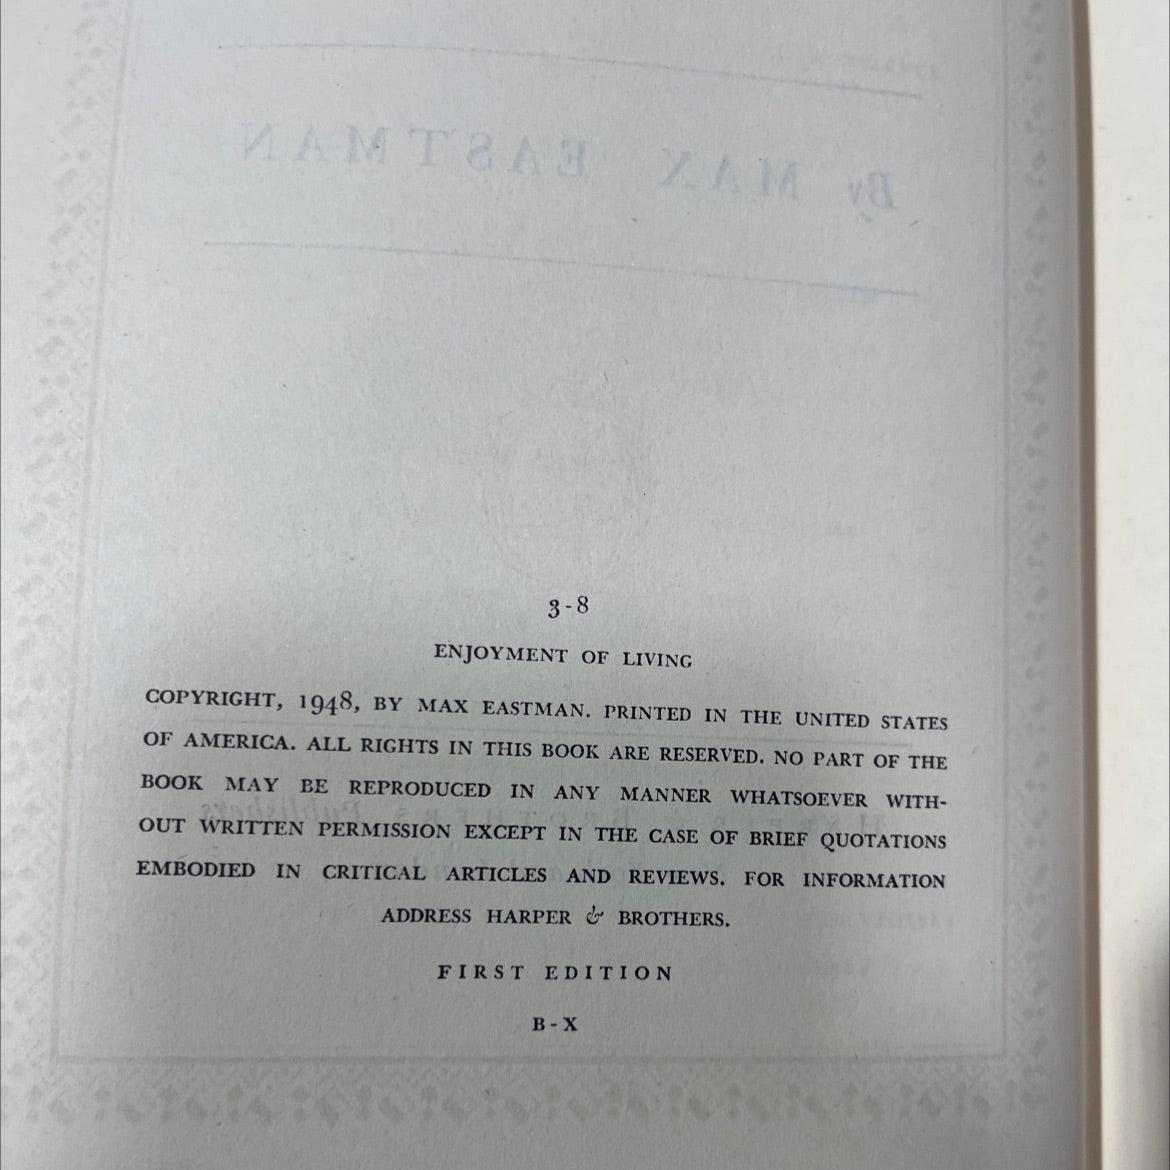 By MAX EASTMAN
3-8
ENJOYMENT OF LIVING
COPYRIGHT, 1948, BY MAX EASTMAN. PRINTED IN THE UNITED STATES
OF AMERICA. ALL RIGHTS IN THIS BOOK ARE RESERVED. NO PART OF THE
BOOK MAY BE REPRODUCED IN ANY MANNER WHATSOEVER WITH-
OUT WRITTEN PERMISSION EXCEPT IN THE CASE OF BRIEF QUOTATIONS
EMBODIED IN CRITICAL ARTICLES AND REVIEWS. FOR INFORMATION
ADDRESS HARPER & BROTHERS.
FIRST EDITION
B-X